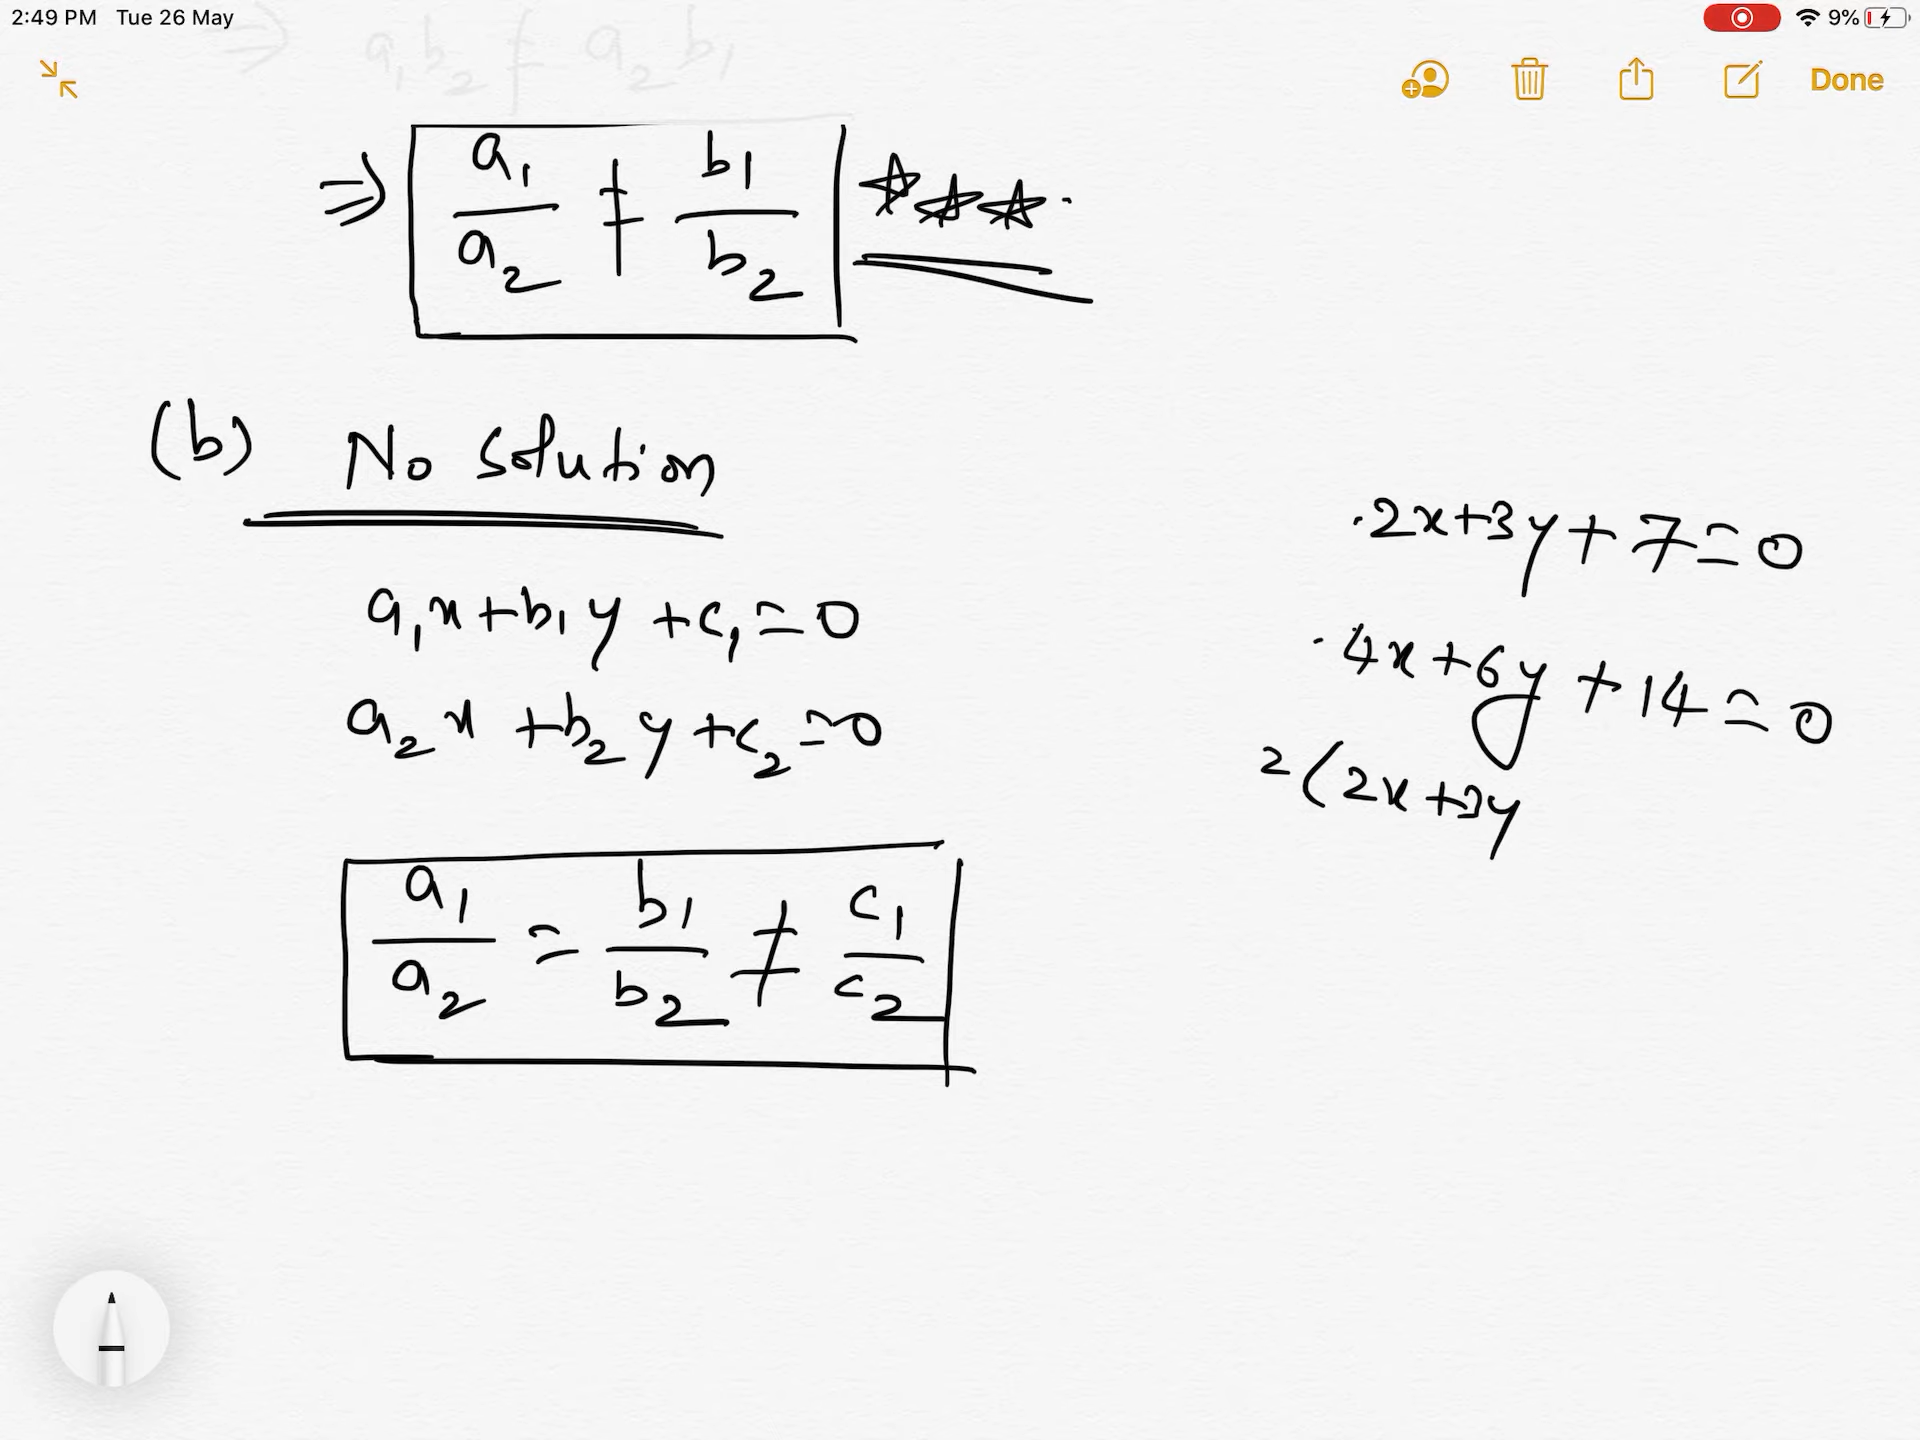 2:49 PM Tue 26 May
9%
⇒ a₁b₂ ≠ a₂b₁
Done
⇒ a₁/a₂ ≠ b₁/b₂ ☆☆☆.
(b) No solution
a₁x+b₁y+c₁=0
a₂x+b₂y+c₂=0
a₁/a₂ = b₁/b₂ ≠ c₁/c₂
.2x+3y+7=0
.4x+6y+14=0
2(2x+3y